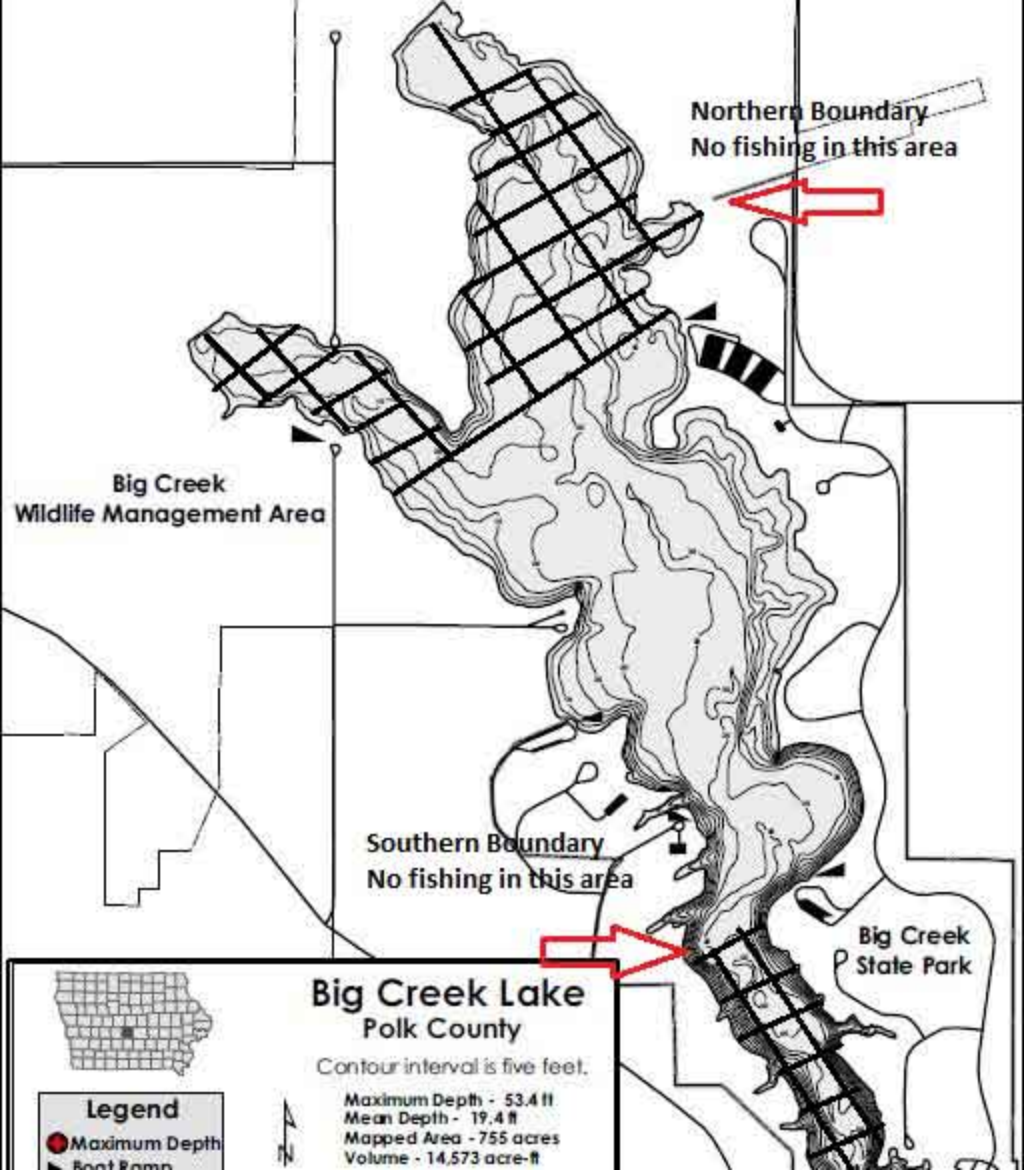 Northern Boundary
No fishing in this area
Big Creek
Wildlife Management Area
Southern Boundary
No fishing in this area
Big Creek
State Park
Big Creek Lake
Polk County
Contour interval is five feet.
Legend
Maximum Depth
Boat Ramp
N
Maximum Depth - 53.4 ft
Mean Depth - 19.4 ft
Mapped Area - 755 acres
Volume - 14,573 acre-ft